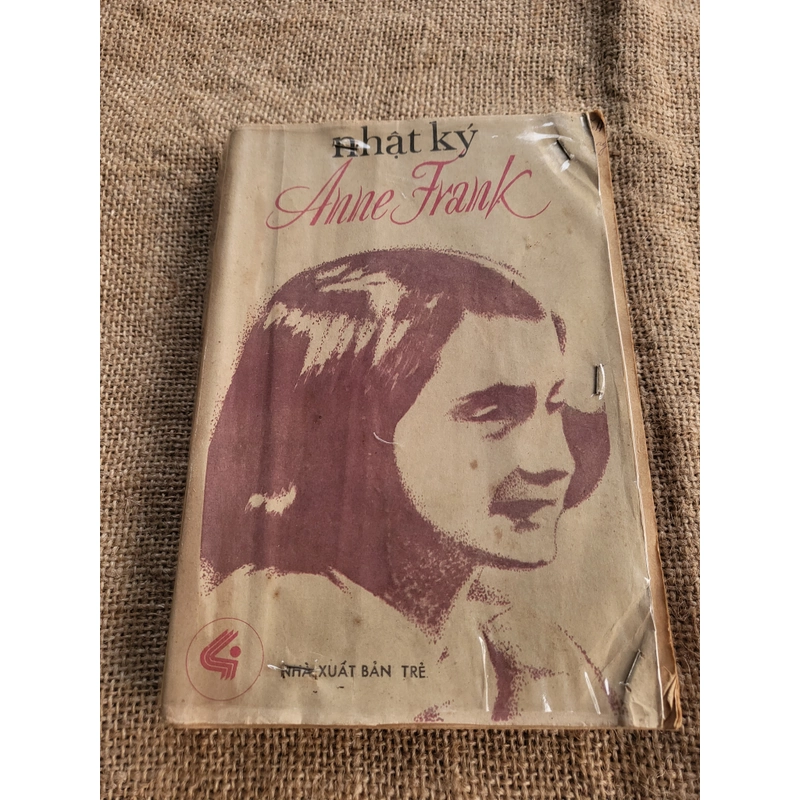 nhật ký
Anne Frank
NHÀ XUẤT BẢN TRẺ